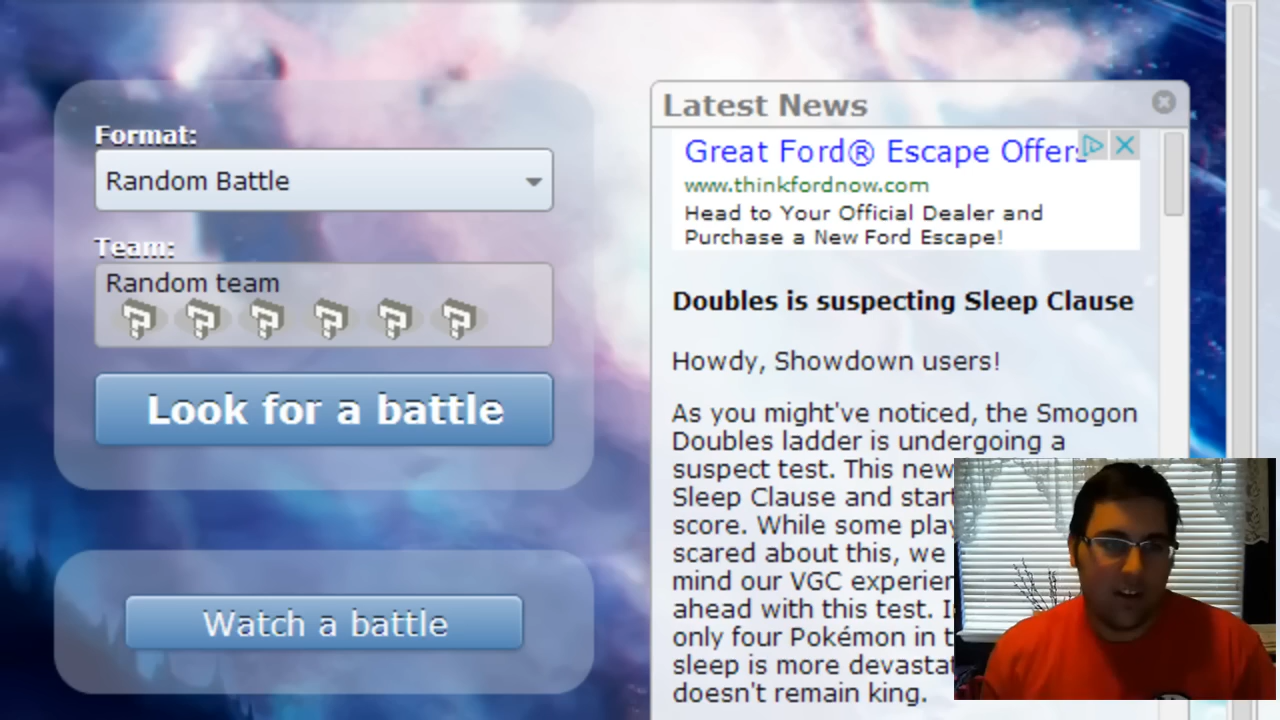 Format:
Random Battle
Team:
Random team
Look for a battle
Watch a battle
Latest News
Great Ford® Escape Offers
www.thinkfordnow.com
Head to Your Official Dealer and
Purchase a New Ford Escape!
Doubles is suspecting Sleep Clause
Howdy, Showdown users!
As you might've noticed, the Smogon
Doubles ladder is undergoing a
suspect test. This new
Sleep Clause and start
score. While some
scared about this, we
mind our VGC
ahead with this test.
only four Pokémon in
sleep is more
doesn't remain king.